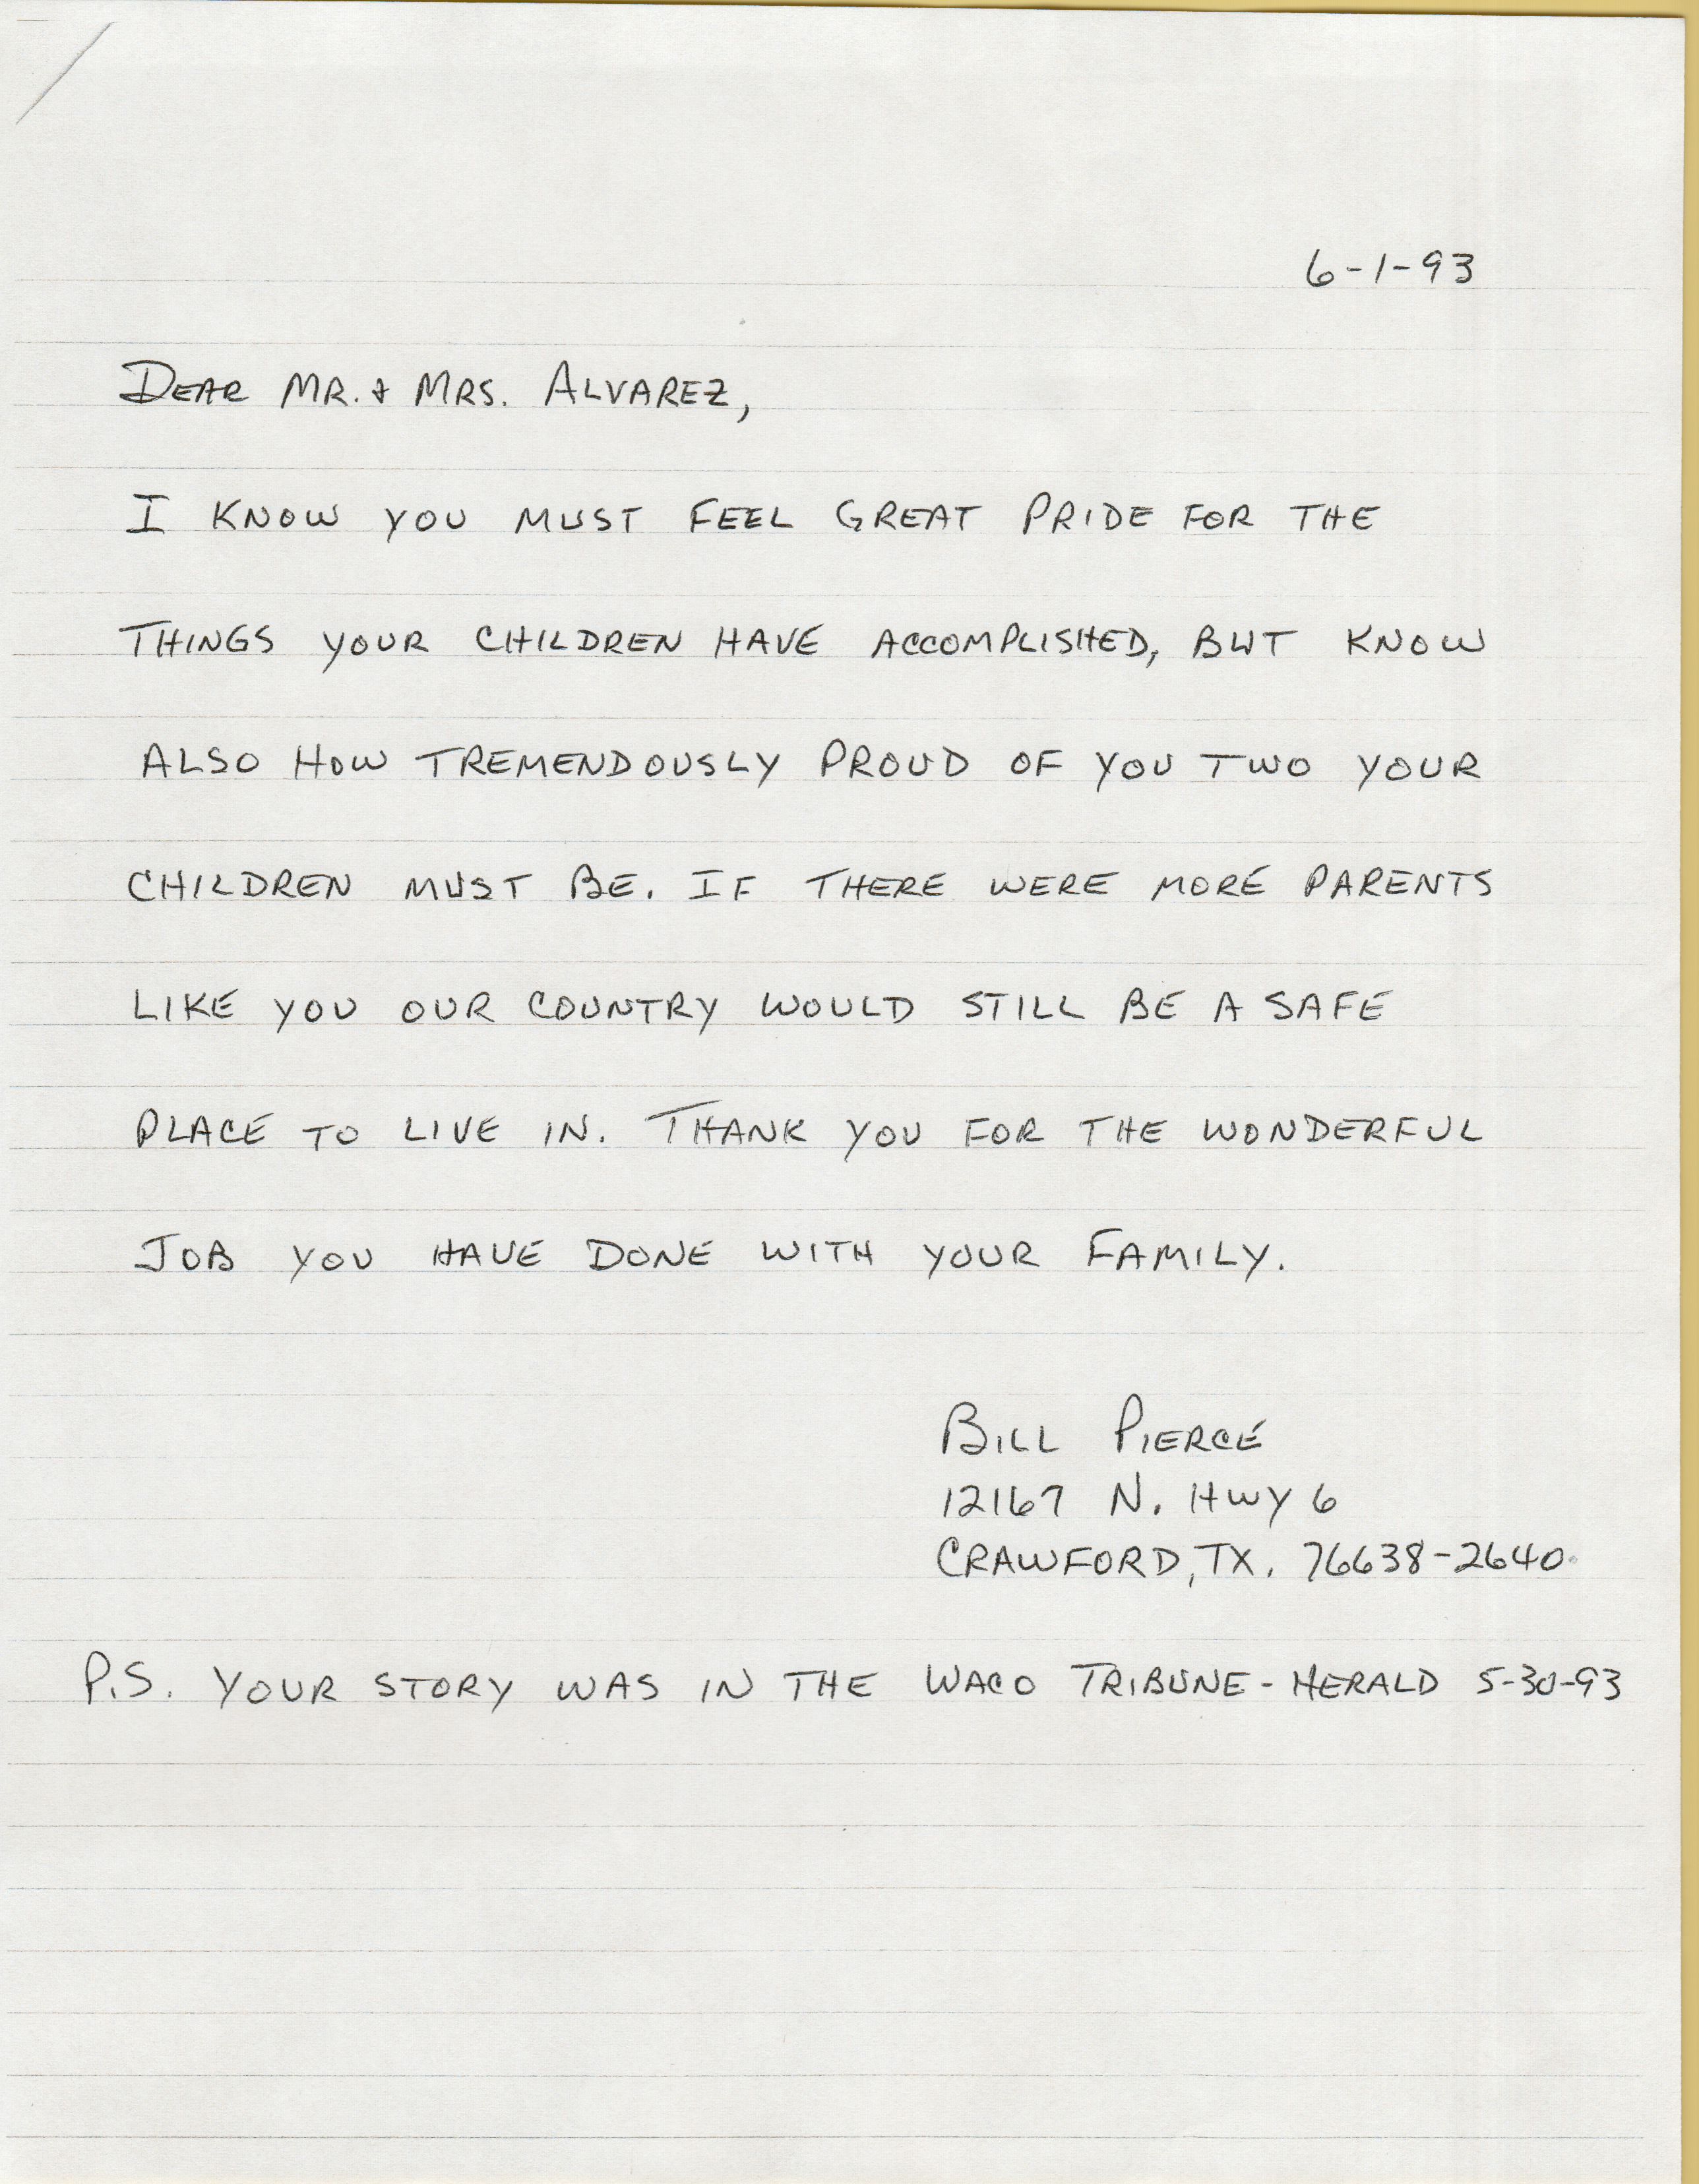 6-1-93
DEAR MR. & MRS. ALVAREZ,
I KNOW YOU MUST FEEL GREAT PRIDE FOR THE
THINGS YOUR CHILDREN HAVE ACCOMPLISHED, BUT KNOW
ALSO HOW TREMENDOUSLY PROUD OF YOU TWO YOUR
CHILDREN MUST BE. IF THERE WERE MORE PARENTS
LIKE YOU OUR COUNTRY WOULD STILL BE A SAFE
PLACE TO LIVE IN. THANK YOU FOR THE WONDERFUL
JOB YOU HAVE DONE WITH YOUR FAMILY.
BILL PIERCE
12167 N. HWY 6
CRAWFORD, TX. 76638-2640
P.S. YOUR STORY WAS IN THE WACO TRIBUNE-HERALD 5-30-93